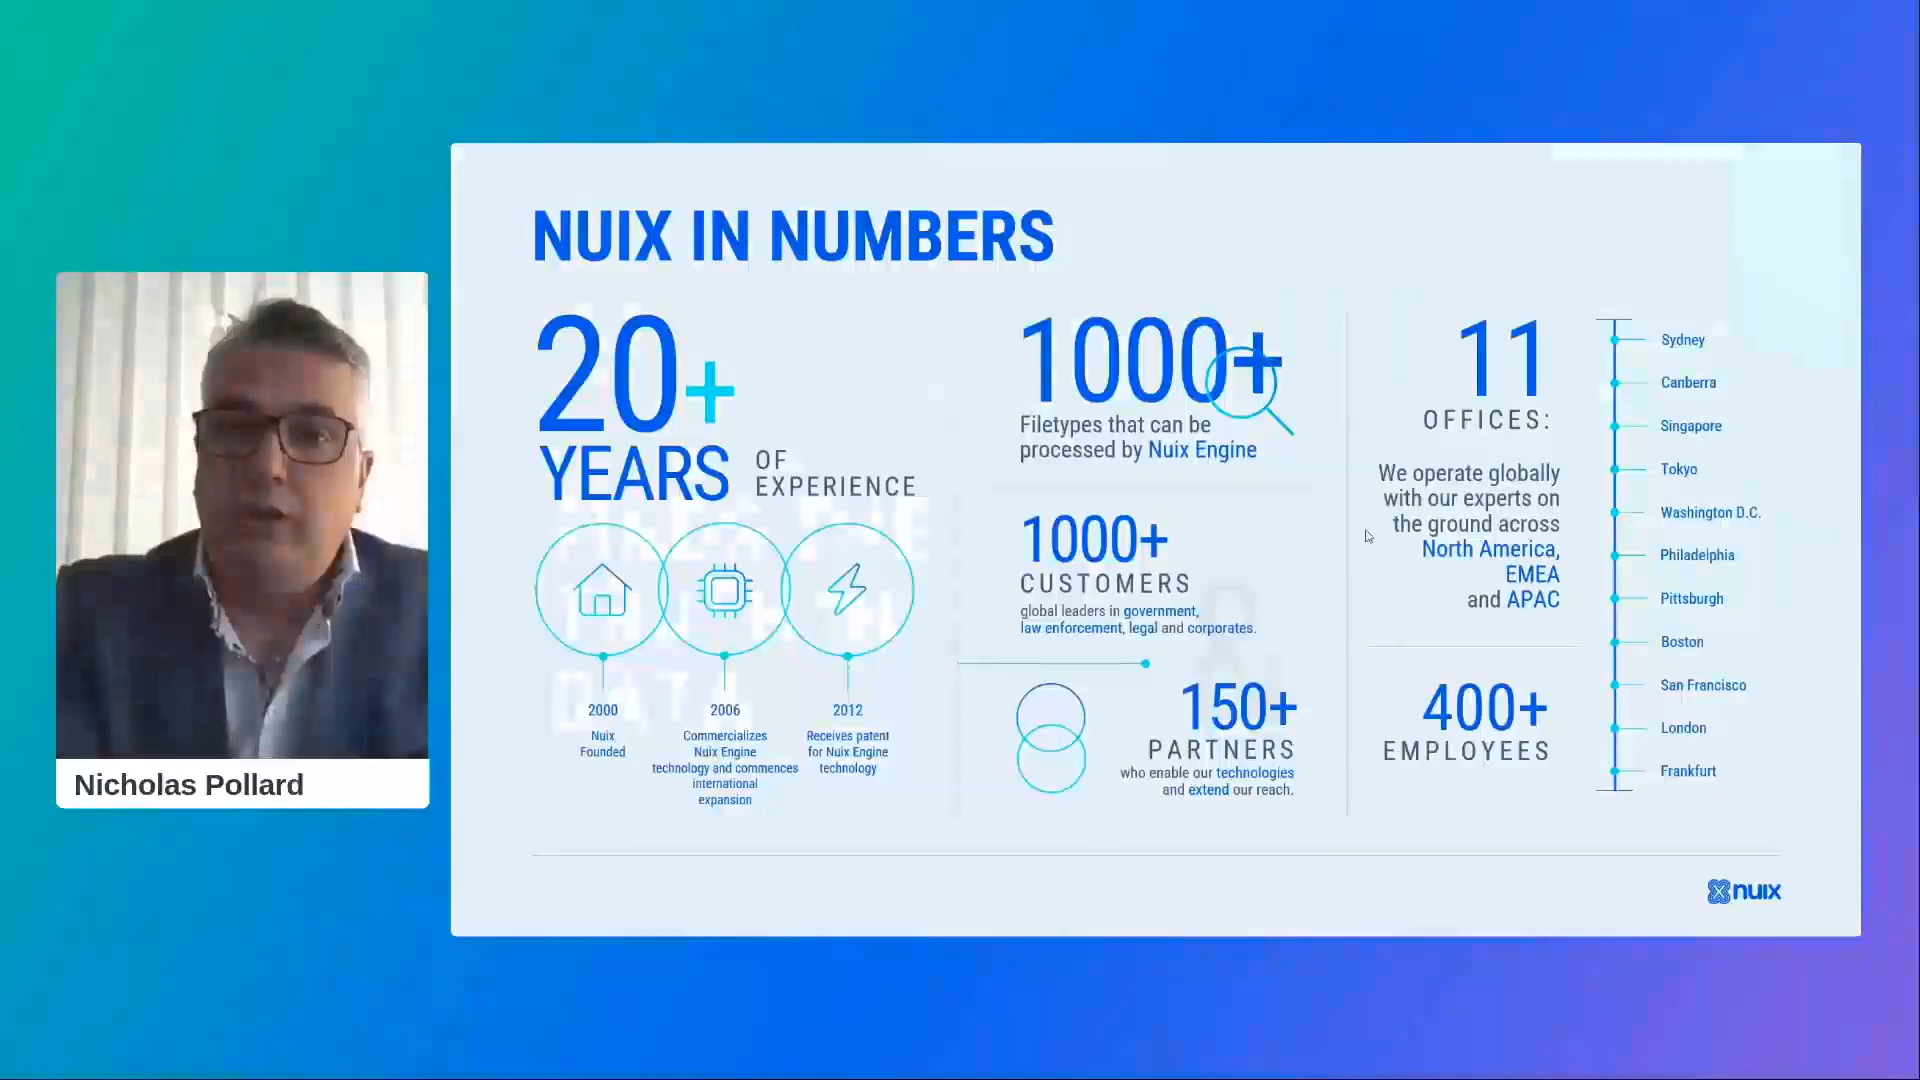 NUIX IN NUMBERS
20+
YEARS
OF
EXPERIENCE
2000
Nuix
Founded
2006
Commercializes
Nuix Engine
technology and commences
international
expansion
2012
Receives patent
for Nuix Engine
technology
1000+
Filetypes that can be
processed by Nuix Engine
1000+
CUSTOMERS
global leaders in government,
law enforcement, legal and corporates.
150+
PARTNERS
who enable our technologies
and extend our reach.
11
OFFICES:
We operate globally
with our experts on
the ground across
North America,
EMEA
and APAC
400+
EMPLOYEES
Sydney
Canberra
Singapore
Tokyo
Washington D.C.
Philadelphia
Pittsburgh
Boston
San Francisco
London
Frankfurt
nuix
Nicholas Pollard